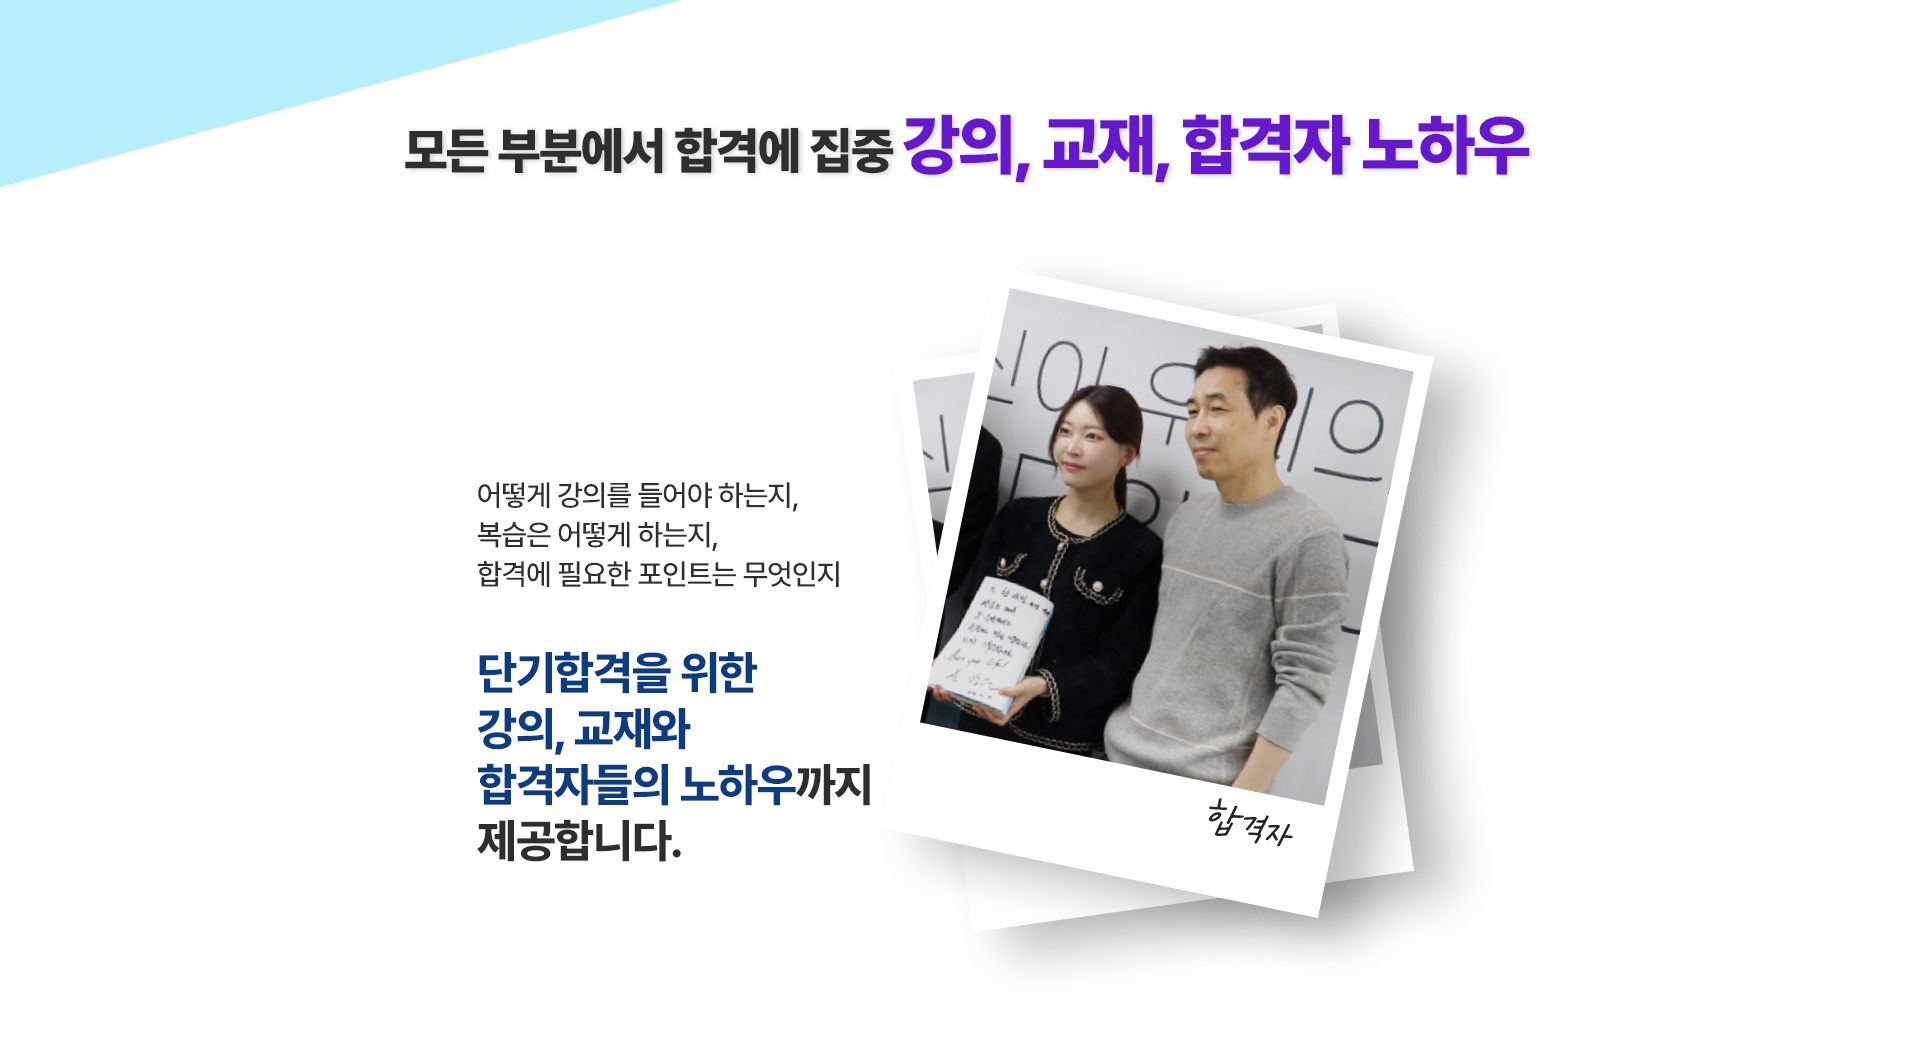 모든 부분에서 합격에 집중 강의, 교재, 합격자 노하우
어떻게 강의를 들어야 하는지,
복습은 어떻게 하는지,
합격에 필요한 포인트는 무엇인지
단기합격을 위한
강의, 교재와
합격자들의 노하우까지
제공합니다.
합격자